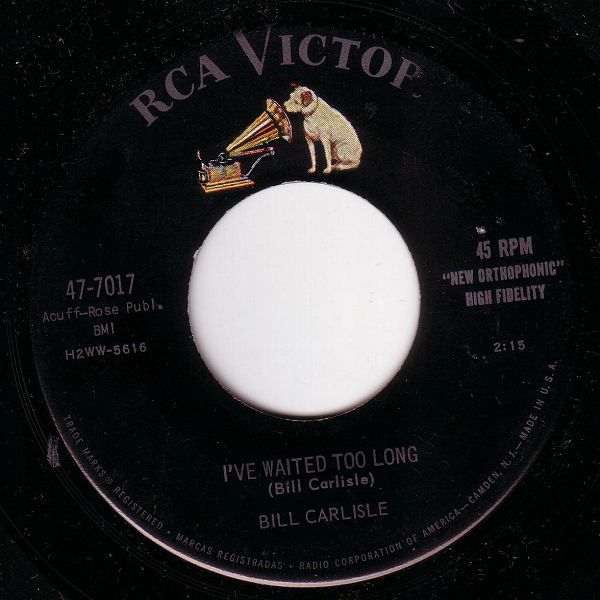 RCA VICTOR
47-7017
Acuff-Rose Publ.
BMI
H2WW-5616
45 RPM
"NEW ORTHOPHONIC"
HIGH FIDELITY
2:15
I'VE WAITED TOO LONG
(Bill Carlisle)
BILL CARLISLE
TRADE MARKS® REGISTERED • MARCAS REGISTRADAS • RADIO CORPORATION OF AMERICA—CAMDEN, N. J.—MADE IN U. S. A.